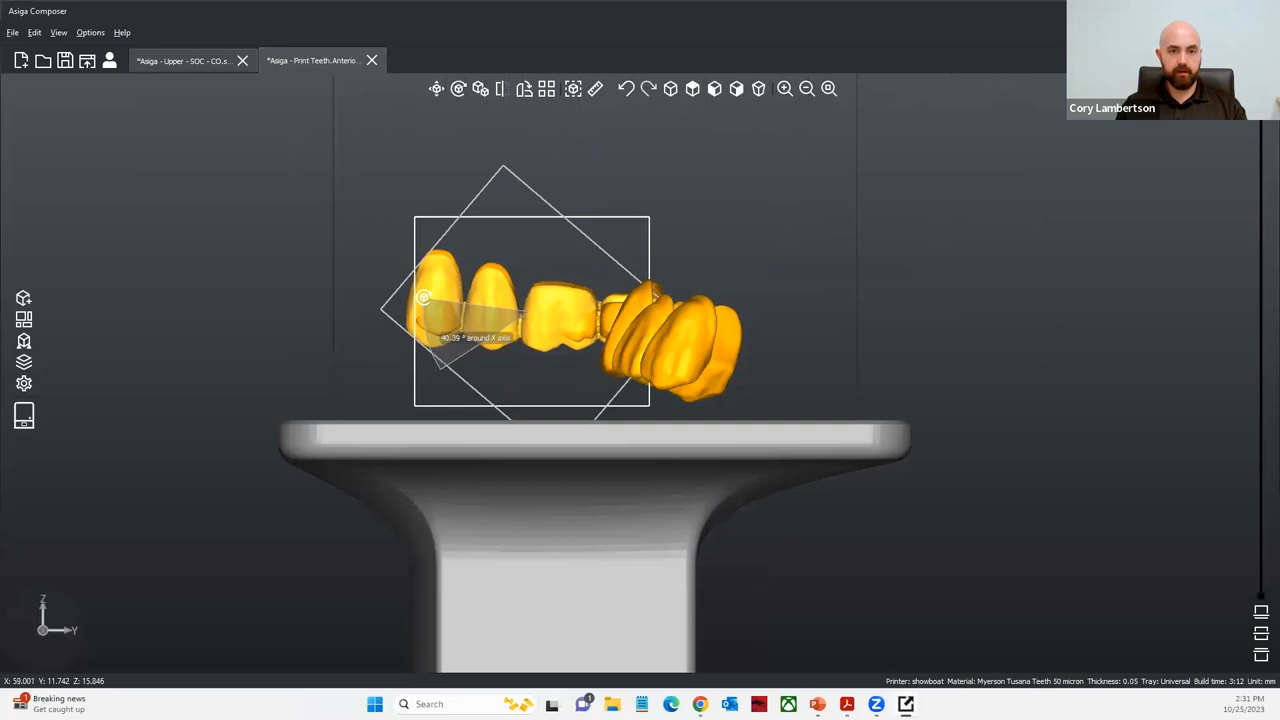 Asiga Composer
File Edit View Options Help
*Asiga - Upper - SOC - CO.s...
*Asiga - Print Teeth.Anterio...
Cory Lambertson
40.39 ° around X axis
Z
Y
X: 59.001 Y: 11.742 Z: 15.846
Printer: showboat Material: Myerson Tusana Teeth 50 micron Thickness: 0.05 Tray: Universal Build time: 3:12 Unit: mm
1
Breaking news
Get caught up
Search
1
2:31 PM
10/25/2023